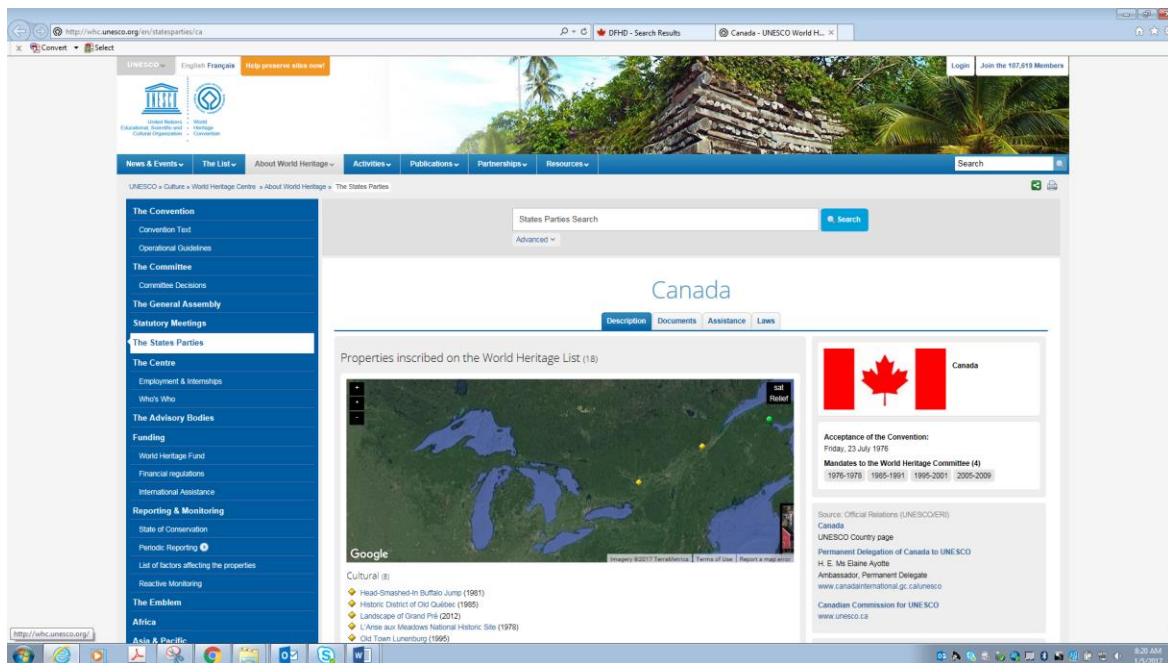 http://whc.unesco.org/en/statesparties/ca
DFHD - Search Results
Canada - UNESCO World H...
x Convert Select
UNESCO English Français Help preserve sites now! Login Join the 107,619 Members
United Nations
Educational, Scientific and
Cultural Organization
World
Heritage
Convention
News & Events The List About World Heritage Activities Publications Partnerships Resources Search
UNESCO » Culture » World Heritage Centre » About World Heritage » The States Parties
The Convention
Convention Text
Operational Guidelines
The Committee
Committee Decisions
The General Assembly
Statutory Meetings
The States Parties
The Centre
Employment & Internships
Who's Who
The Advisory Bodies
Funding
World Heritage Fund
Financial regulations
International Assistance
Reporting & Monitoring
State of Conservation
Periodic Reporting
List of factors affecting the properties
Reactive Monitoring
The Emblem
Africa
Asia & Pacific
States Parties Search Search
Advanced
Canada
Description Documents Assistance Laws
Properties inscribed on the World Heritage List (18)
+
+
-
sat
Relief
Google
Imagery ©2017 TerraMetrics Terms of Use Report a map error
Cultural (8)
Head-Smashed-In Buffalo Jump (1981)
Historic District of Old Québec (1985)
Landscape of Grand Pré (2012)
L'Anse aux Meadows National Historic Site (1978)
Old Town Lunenburg (1995)
Canada
Acceptance of the Convention:
Friday, 23 July 1976
Mandates to the World Heritage Committee (4)
1976-1978 1985-1991 1995-2001 2005-2009
Source: Official Relations (UNESCO/ERI)
Canada
UNESCO Country page
Permanent Delegation of Canada to UNESCO
H. E. Ms Elaine Ayotte
Ambassador, Permanent Delegate
www.canadainternational.gc.ca/unesco
Canadian Commission for UNESCO
www.unesco.ca
http://whc.unesco.org/
8:20 AM
1/5/2017